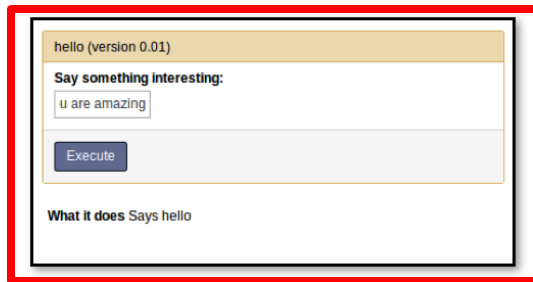 hello (version 0.01)
Say something interesting:
u are amazing
Execute
What it does Says hello